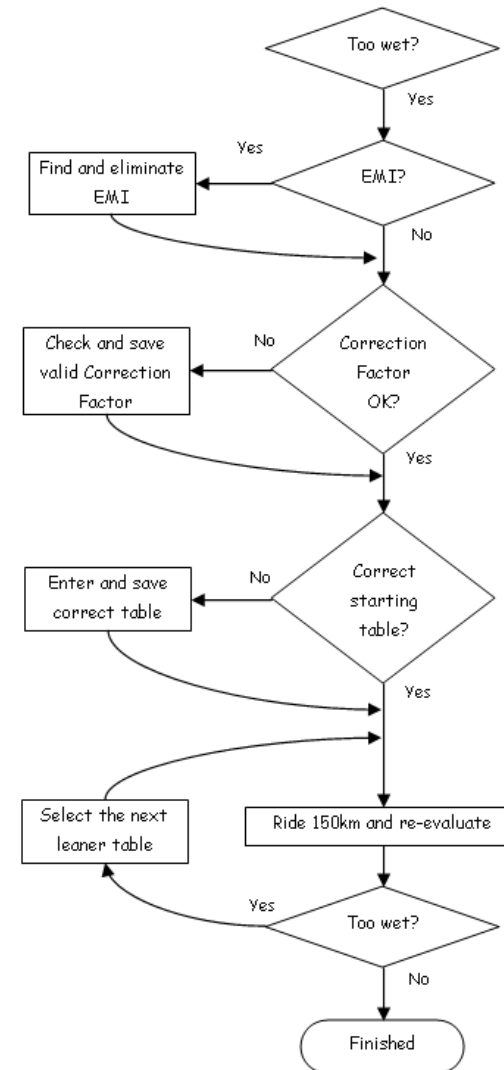 Too wet?
Yes
Yes
Find and eliminate
EMI
EMI?
No
Check and save
valid Correction
Factor
No
Correction
Factor
OK?
Yes
Enter and save
correct table
No
Correct
starting
table?
Yes
Select the next
leaner table
Ride 150km and re-evaluate
Yes
Too wet?
No
Finished